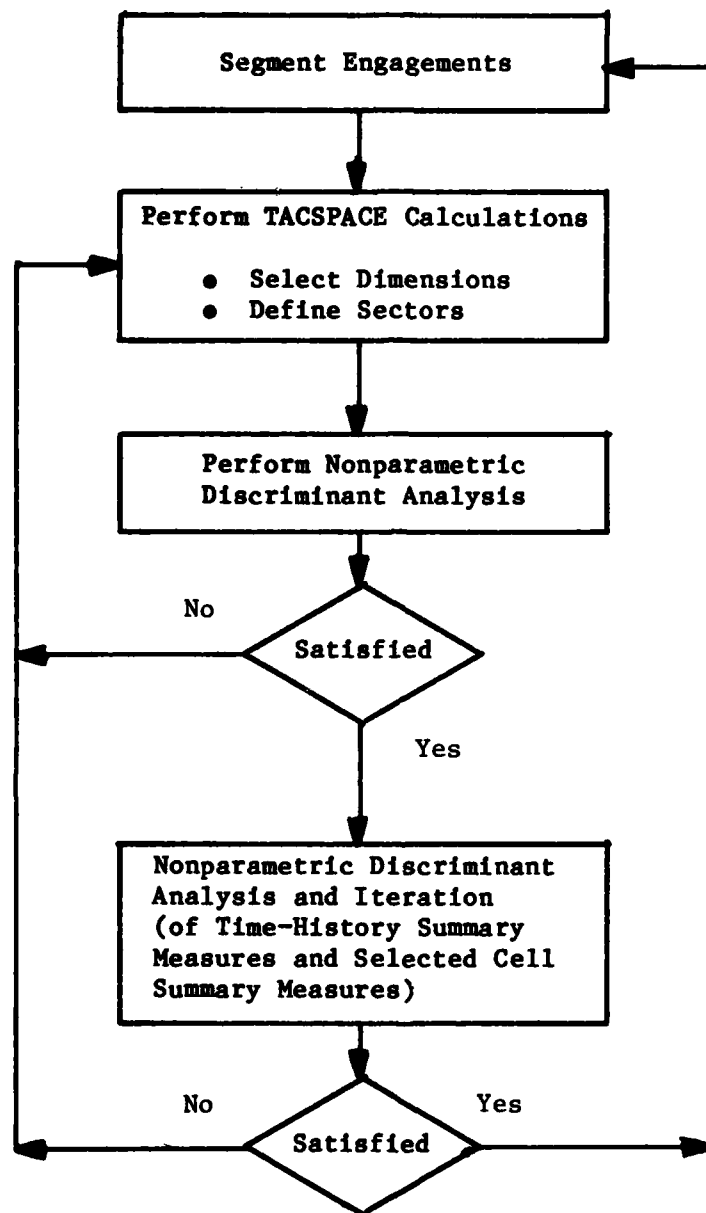 Segment Engagements
Perform TACSPACE Calculations
● Select Dimensions
● Define Sectors
Perform Nonparametric
Discriminant Analysis
No
Satisfied
Yes
Nonparametric Discriminant
Analysis and Iteration
(of Time-History Summary
Measures and Selected Cell
Summary Measures)
No
Yes
Satisfied